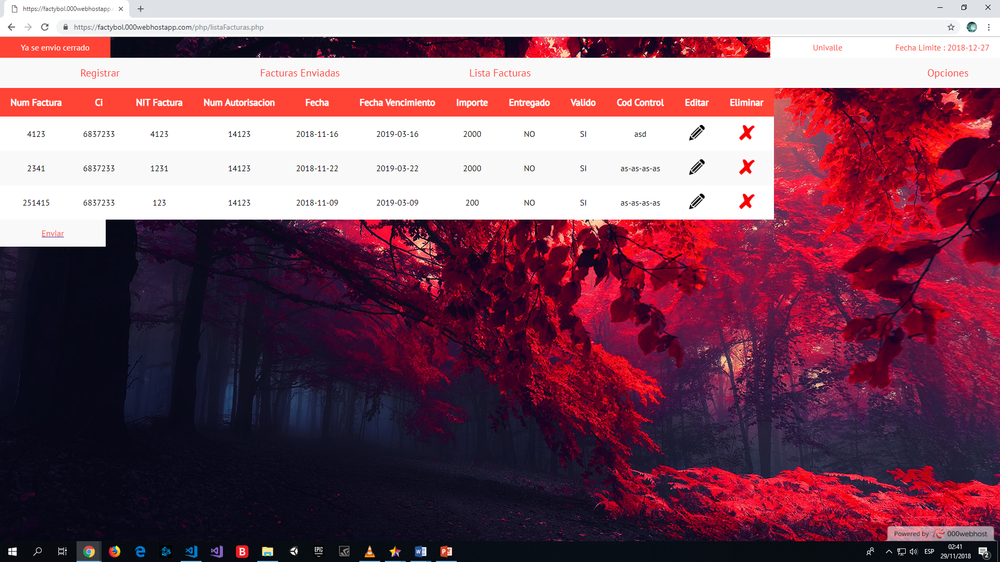 https://factybol.000webhostapp.c
https://factybol.000webhostapp.com/php/listaFacturas.php
Ya se envio cerrado
Univalle
Fecha Limite : 2018-12-27
Registrar
Facturas Enviadas
Lista Facturas
Opciones
Num Factura Ci NIT Factura Num Autorisacion Fecha Fecha Vencimiento Importe Entregado Valido Cod Control Editar Eliminar
4123 6837233 4123 14123 2018-11-16 2019-03-16 2000 NO SI asd
2341 6837233 1231 14123 2018-11-22 2019-03-22 2000 NO SI as-as-as-as
251415 6837233 123 14123 2018-11-09 2019-03-09 200 NO SI as-as-as-as
Enviar
Powered by 000webhost
B
EPIC GAMES
ESP
02:41
29/11/2018
2